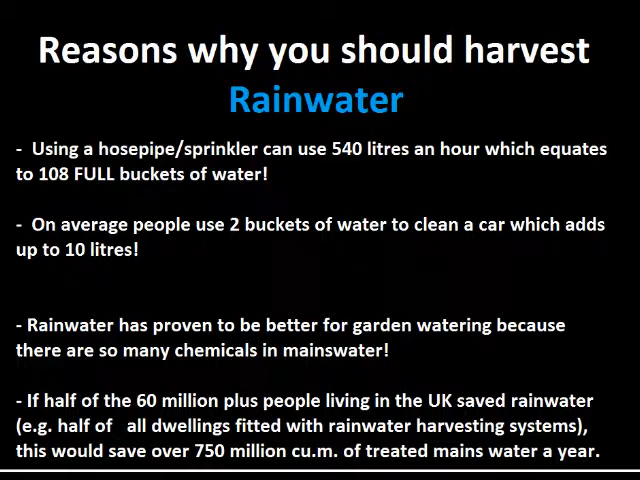 Reasons why you should harvest
Rainwater
- Using a hosepipe/sprinkler can use 540 litres an hour which equates
to 108 FULL buckets of water!
- On average people use 2 buckets of water to clean a car which adds
up to 10 litres!
- Rainwater has proven to be better for garden watering because
there are so many chemicals in mainswater!
- If half of the 60 million plus people living in the UK saved rainwater
(e.g. half of all dwellings fitted with rainwater harvesting systems),
this would save over 750 million cu.m. of treated mains water a year.